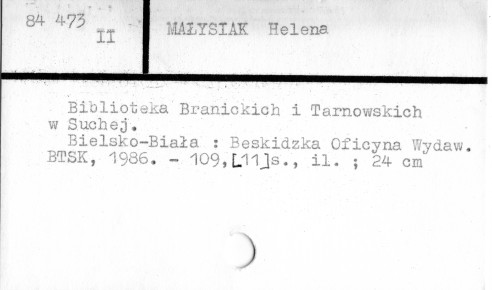 84 473
II
MAŁYSIAK Helena
Biblioteka Branickich i Tarnowskich
w Suchej.
Bielsko-Biała : Beskidzka Oficyna Wydaw.
BTSK, 1986. - 109,[11]s., il. ; 24 cm